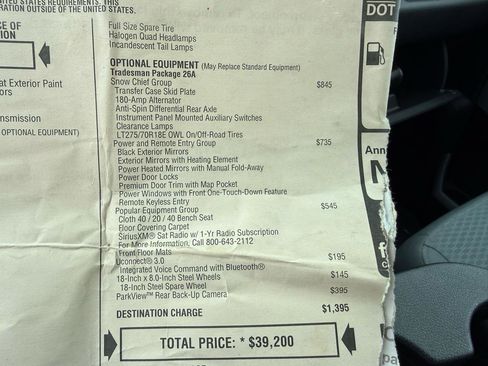 ES REQUIREMENTS. THIS
RATION OUTSIDE OF THE UNITED STATES.
CE OF
ON
at Exterior Paint
rors
nsmission
OPTIONAL EQUIPMENT)
Full Size Spare Tire
Halogen Quad Headlamps
Incandescent Tail Lamps
OPTIONAL EQUIPMENT (May Replace Standard Equipment)
Tradesman Package 26A
Snow Chief Group $845
Transfer Case Skid Plate
180-Amp Alternator
Anti-Spin Differential Rear Axle
Instrument Panel Mounted Auxiliary Switches
Clearance Lamps
LT275/70R18E OWL On/Off-Road Tires
Power and Remote Entry Group $735
Black Exterior Mirrors
Exterior Mirrors with Heating Element
Power Heated Mirrors with Manual Fold-Away
Power Door Locks
Premium Door Trim with Map Pocket
Power Windows with Front One-Touch-Down Feature
Remote Keyless Entry
Popular Equipment Group $545
Cloth 40 / 20 / 40 Bench Seat
Floor Covering Carpet
SiriusXM® Sat Radio w/ 1-Yr Radio Subscription
For More Information, Call 800-643-2112
Front Floor Mats
Uconnect® 3.0 $195
Integrated Voice Command with Bluetooth®
18-Inch x 8.0-Inch Steel Wheels $145
18-Inch Steel Spare Wheel
ParkView™ Rear Back-Up Camera $395
DESTINATION CHARGE $1,395
TOTAL PRICE: * $39,200
DOT
Ann